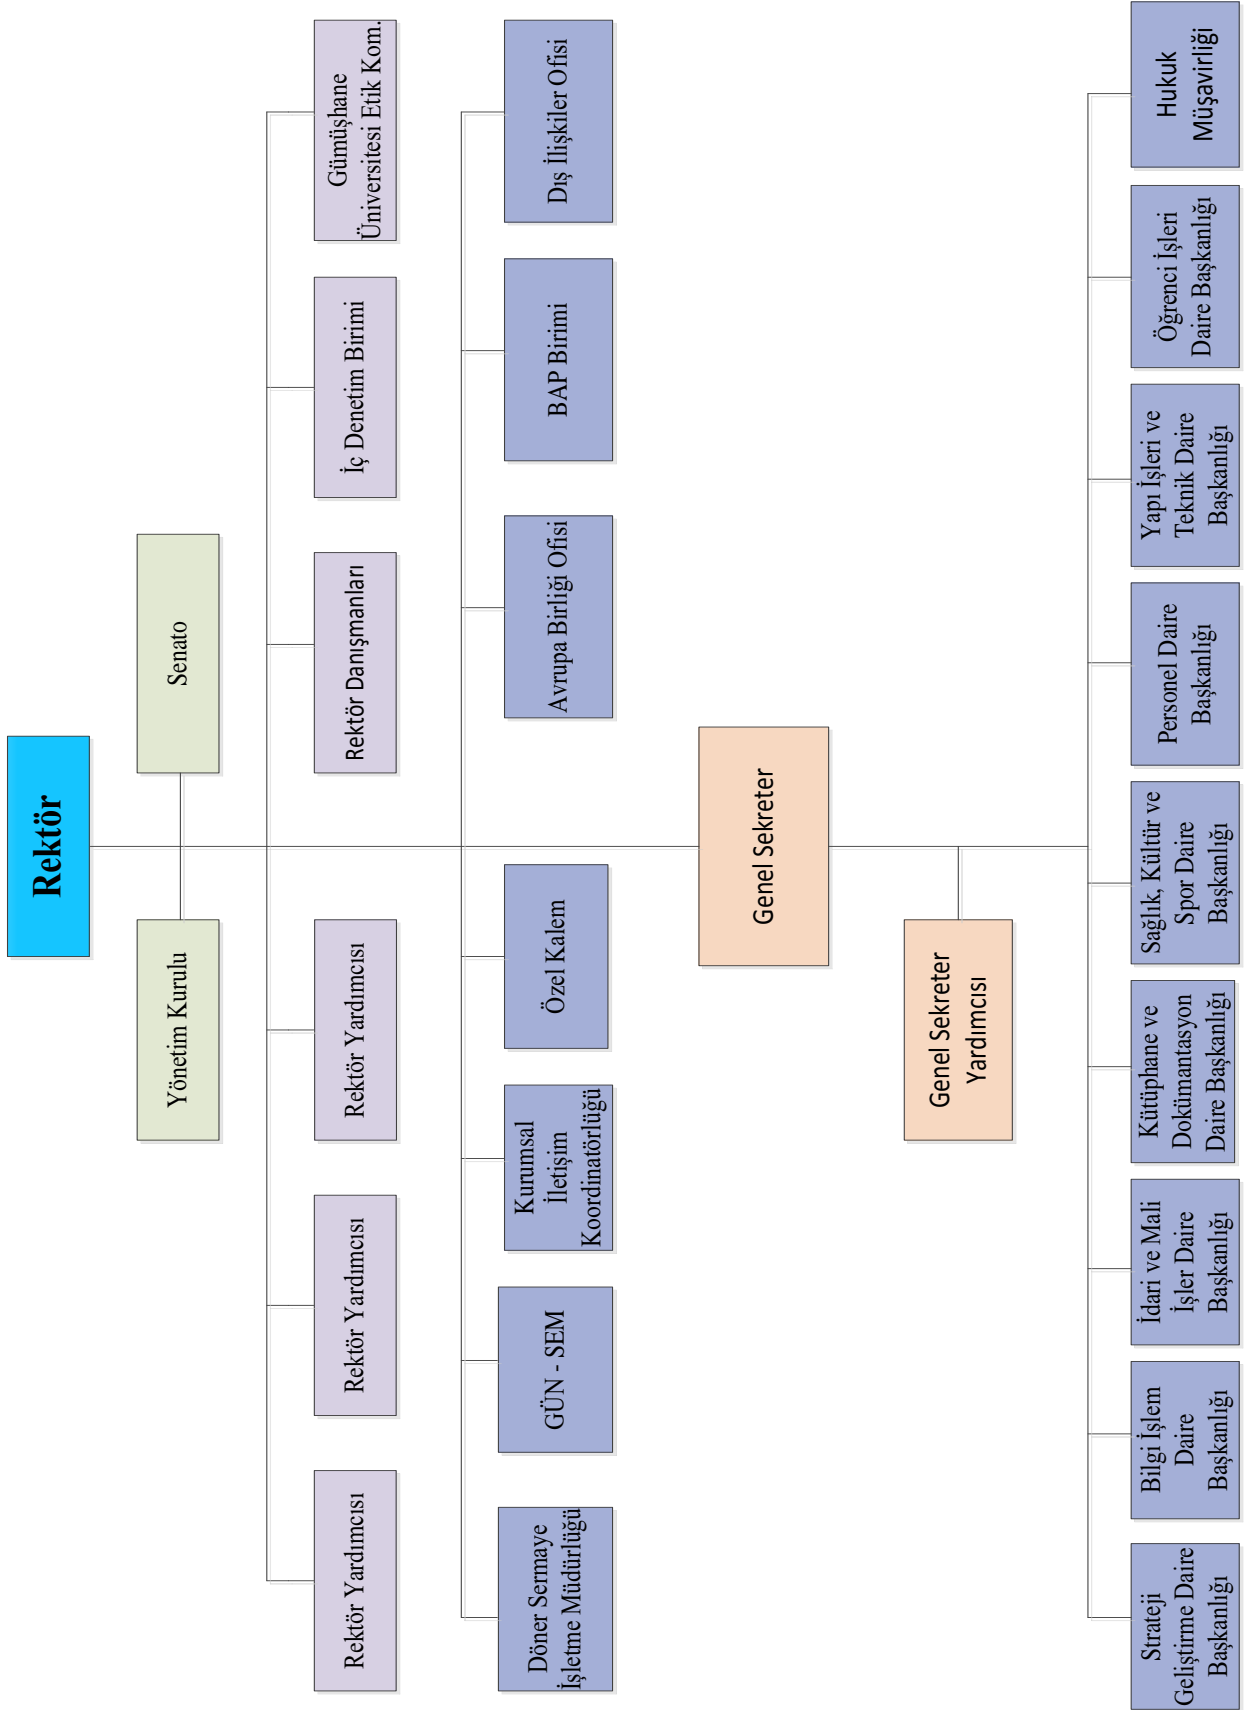 Rektör
Yönetim Kurulu
Senato
Rektör Yardımcısı
Rektör Yardımcısı
Rektör Yardımcısı
Rektör Danışmanları
İç Denetim Birimi
Gümüşhane
Üniversitesi Etik Kom.
Döner Sermaye
İşletme Müdürlüğü
GÜN - SEM
Kurumsal
İletişim
Koordinatörlüğü
Özel Kalem
Avrupa Birliği Ofisi
BAP Birimi
Dış İlişkiler Ofisi
Genel Sekreter
Genel Sekreter
Yardımcısı
Strateji
Geliştirme Daire
Başkanlığı
Bilgi İşlem
Daire
Başkanlığı
İdari ve Mali
İşler Daire
Başkanlığı
Kütüphane ve
Dokümantasyon
Daire Başkanlığı
Sağlık, Kültür ve
Spor Daire
Başkanlığı
Personel Daire
Başkanlığı
Yapı İşleri ve
Teknik Daire
Başkanlığı
Öğrenci İşleri
Daire Başkanlığı
Hukuk
Müşavirliği